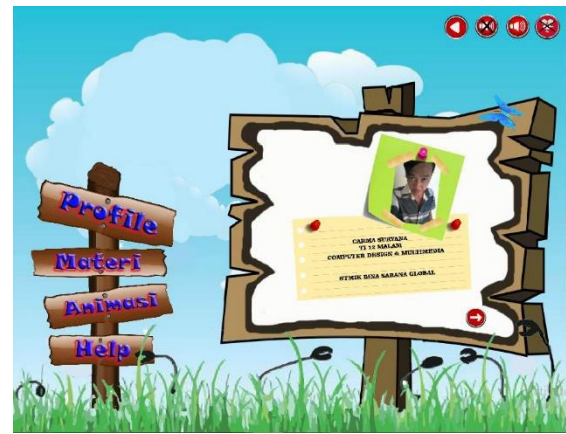 Profile
Materi
Animasi
Help
CARMA SURYANA
TI 12 MALAM
COMPUTER DESIGN & MULTIMEDIA
STMIK BINA SARANA GLOBAL